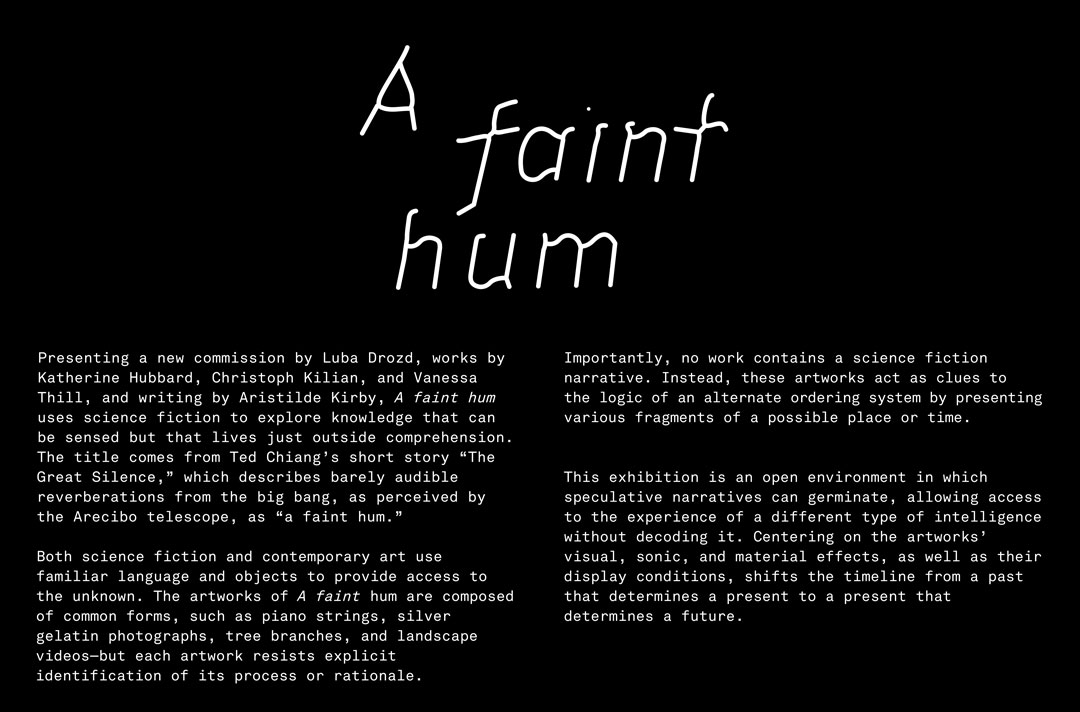 A
faint
hum
Presenting a new commission by Luba Drozd, works by
Katherine Hubbard, Christoph Kilian, and Vanessa
Thill, and writing by Aristilde Kirby, A faint hum
uses science fiction to explore knowledge that can
be sensed but that lives just outside comprehension.
The title comes from Ted Chiang’s short story “The
Great Silence,” which describes barely audible
reverberations from the big bang, as perceived by
the Arecibo telescope, as “a faint hum.”
Both science fiction and contemporary art use
familiar language and objects to provide access to
the unknown. The artworks of A faint hum are composed
of common forms, such as piano strings, silver
gelatin photographs, tree branches, and landscape
videos—but each artwork resists explicit
identification of its process or rationale.
Importantly, no work contains a science fiction
narrative. Instead, these artworks act as clues to
the logic of an alternate ordering system by presenting
various fragments of a possible place or time.
This exhibition is an open environment in which
speculative narratives can germinate, allowing access
to the experience of a different type of intelligence
without decoding it. Centering on the artworks’
visual, sonic, and material effects, as well as their
display conditions, shifts the timeline from a past
that determines a present to a present that
determines a future.